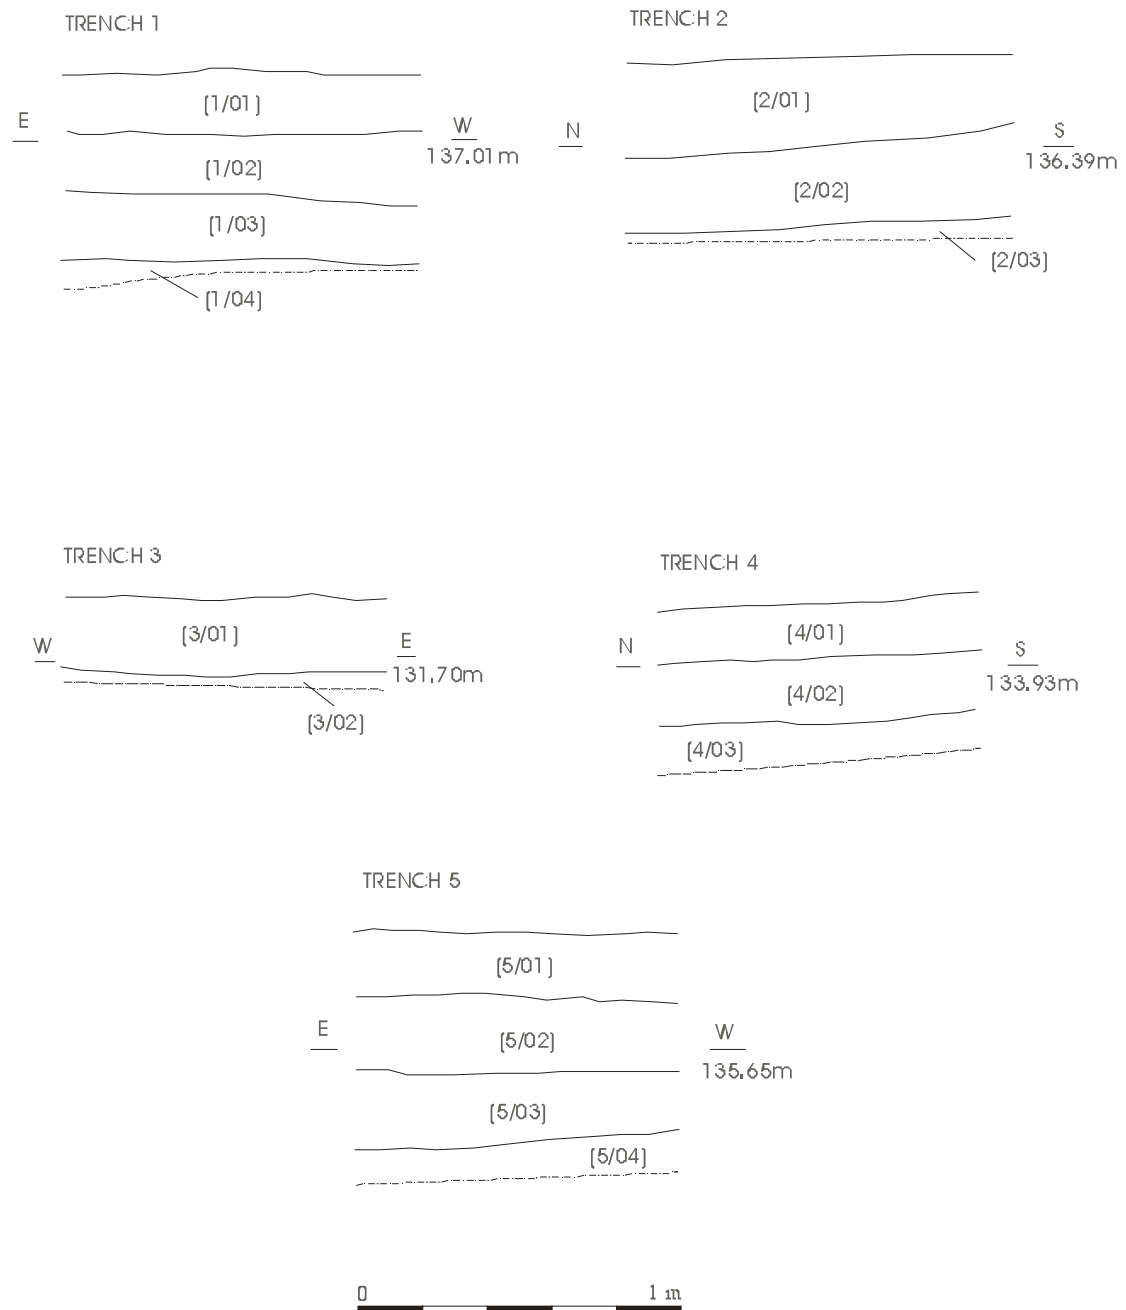 TRENCH 1
[1/01]
E
W
137.01m
[1/02]
[1/03]
[1/04]
TRENCH 2
[2/01]
N
S
136.39m
[2/02]
[2/03]
TRENCH 3
[3/01]
W
E
131.70m
[3/02]
TRENCH 4
[4/01]
N
S
133.93m
[4/02]
[4/03]
TRENCH 5
[5/01]
E
[5/02]
W
135.65m
[5/03]
[5/04]
0
1 m